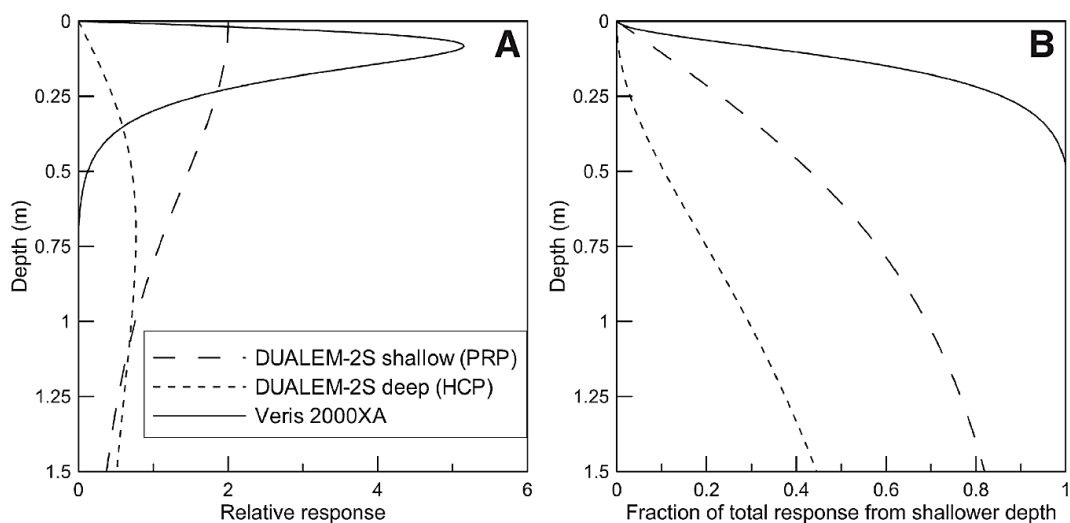 A
0
0.25
0.5
0.75
1
1.25
1.5
Depth (m)
DUALEM-2S shallow (PRP)
DUALEM-2S deep (HCP)
Veris 2000XA
0 2 4 6
Relative response
B
0
0.25
0.5
0.75
1
1.25
1.5
Depth (m)
0 0.2 0.4 0.6 0.8 1
Fraction of total response from shallower depth